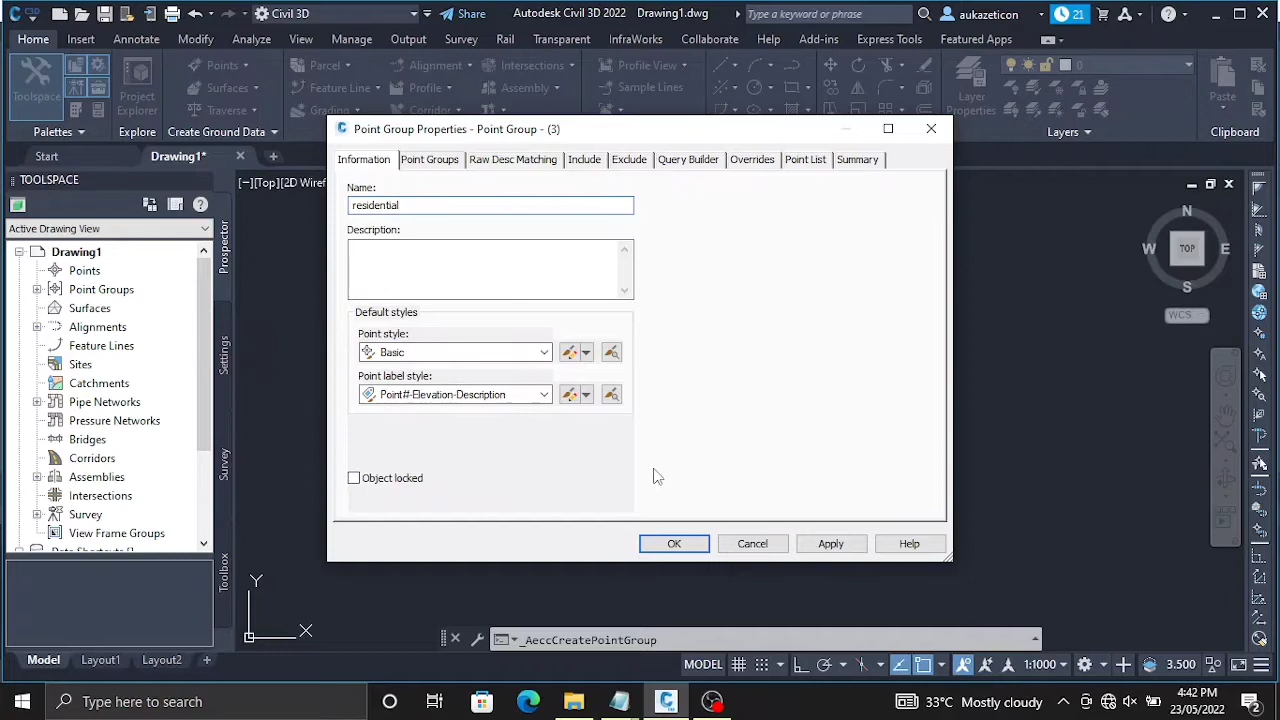 C3D
Civil 3D
Share
Autodesk Civil 3D 2022 Drawing1.dwg
Type a keyword or phrase
aukazeticon
21
Home Insert Annotate Modify Analyze View Manage Output Survey Rail Transparent InfraWorks Collaborate Help Add-ins Express Tools Featured Apps
Toolspace
Project
Explorer
Points
Surfaces
Traverse
Parcel
Feature Line
Grading
Alignment
Profile
Corridor
Intersections
Assembly
Profile View
Sample Lines
Layer
Properties
0
Paste
Palettes Explore Create Ground Data Layers Clipboard
Start Drawing1*
TOOLSPACE
Active Drawing View
Drawing1
Points
Point Groups
Surfaces
Alignments
Feature Lines
Sites
Catchments
Pipe Networks
Pressure Networks
Bridges
Corridors
Assemblies
Intersections
Survey
View Frame Groups
Data Shortcuts []
Prospector
Settings
Survey
Toolbox
[−][Top][2D Wiref
Point Group Properties - Point Group - (3)
Information Point Groups Raw Desc Matching Include Exclude Query Builder Overrides Point List Summary
Name:
residential
Description:
Default styles
Point style:
Basic
Point label style:
Point#-Elevation-Description
Object locked
OK Cancel Apply Help
N
W TOP E
S
WCS
Y
X
_AeccCreatePointGroup
Model Layout1 Layout2
MODEL 1:1000 3.500
Type here to search
33°C Mostly cloudy
4:42 PM
23/05/2022
2